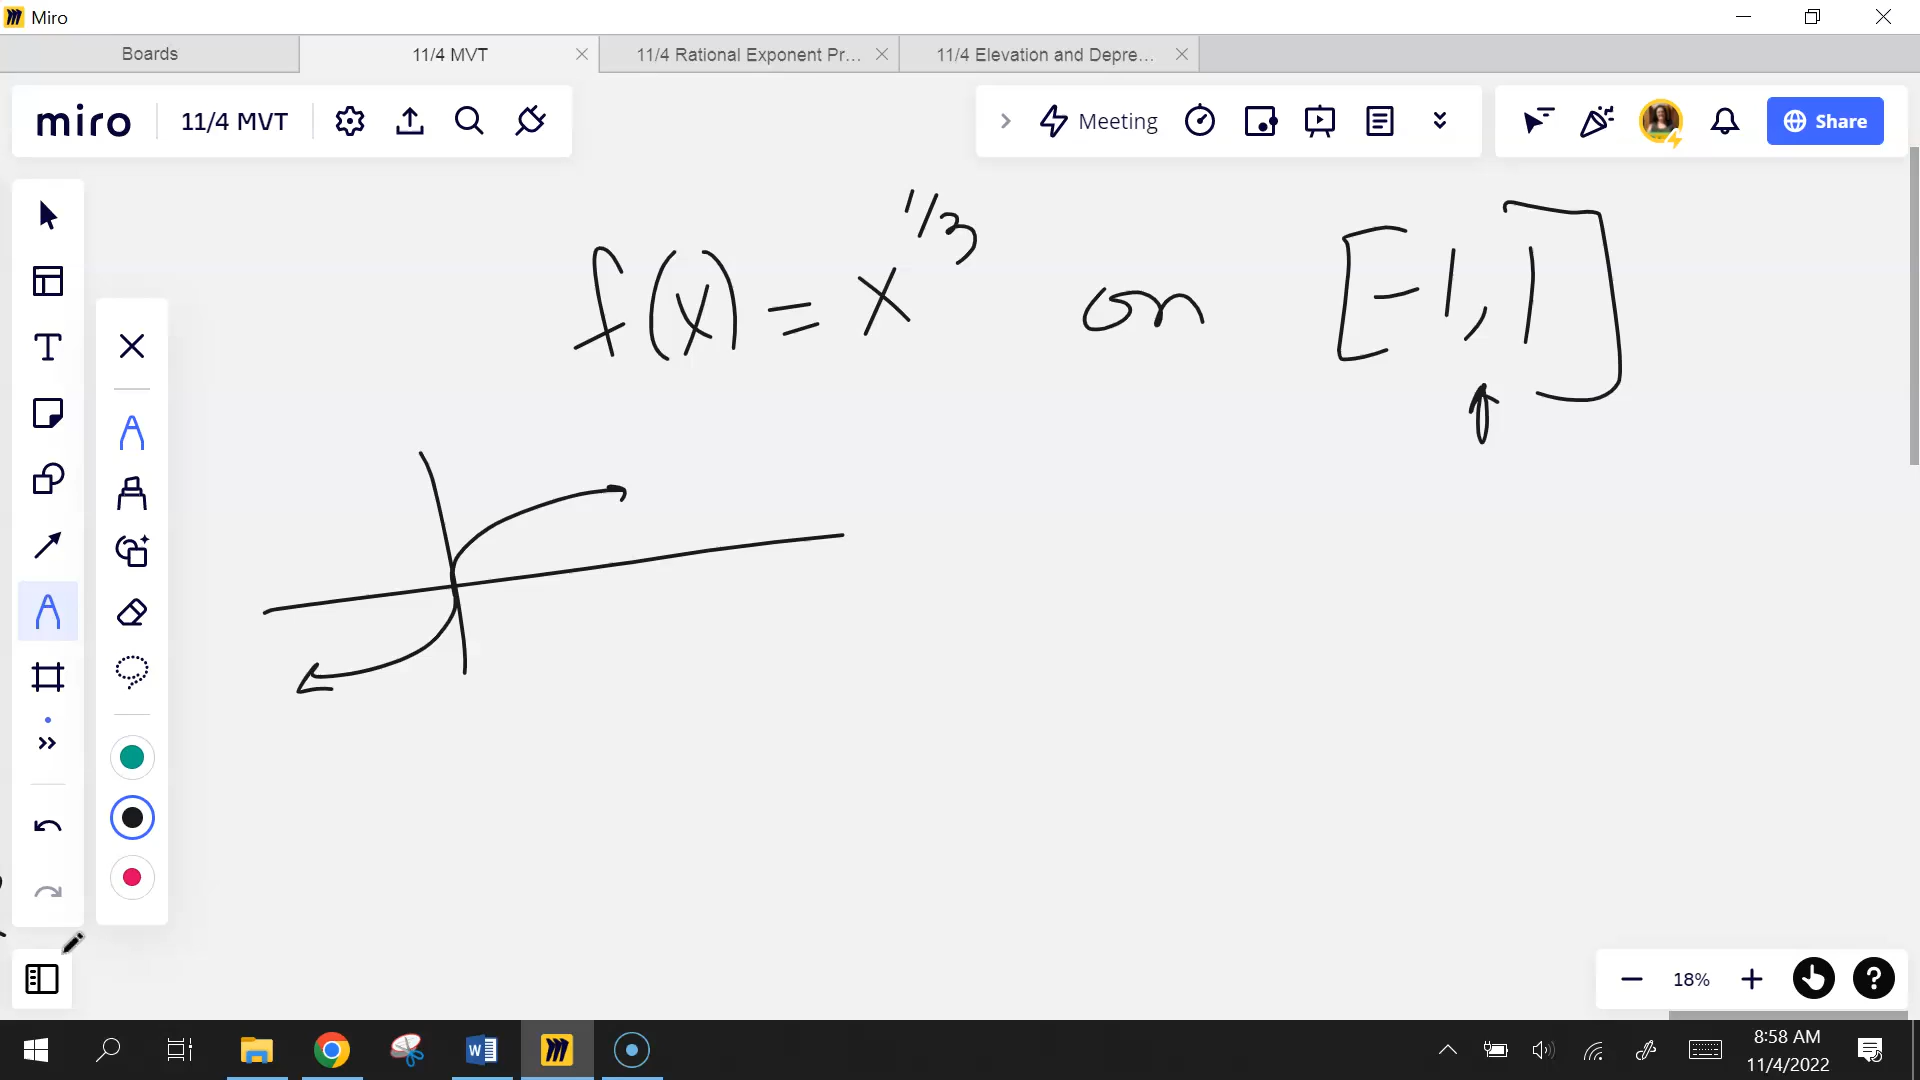 Miro
Boards
11/4 MVT
11/4 Rational Exponent Pr...
11/4 Elevation and Depre...
miro
11/4 MVT
Meeting
Share
f(x) = x^1/3 on [-1, 1]
18%
8:58 AM
11/4/2022